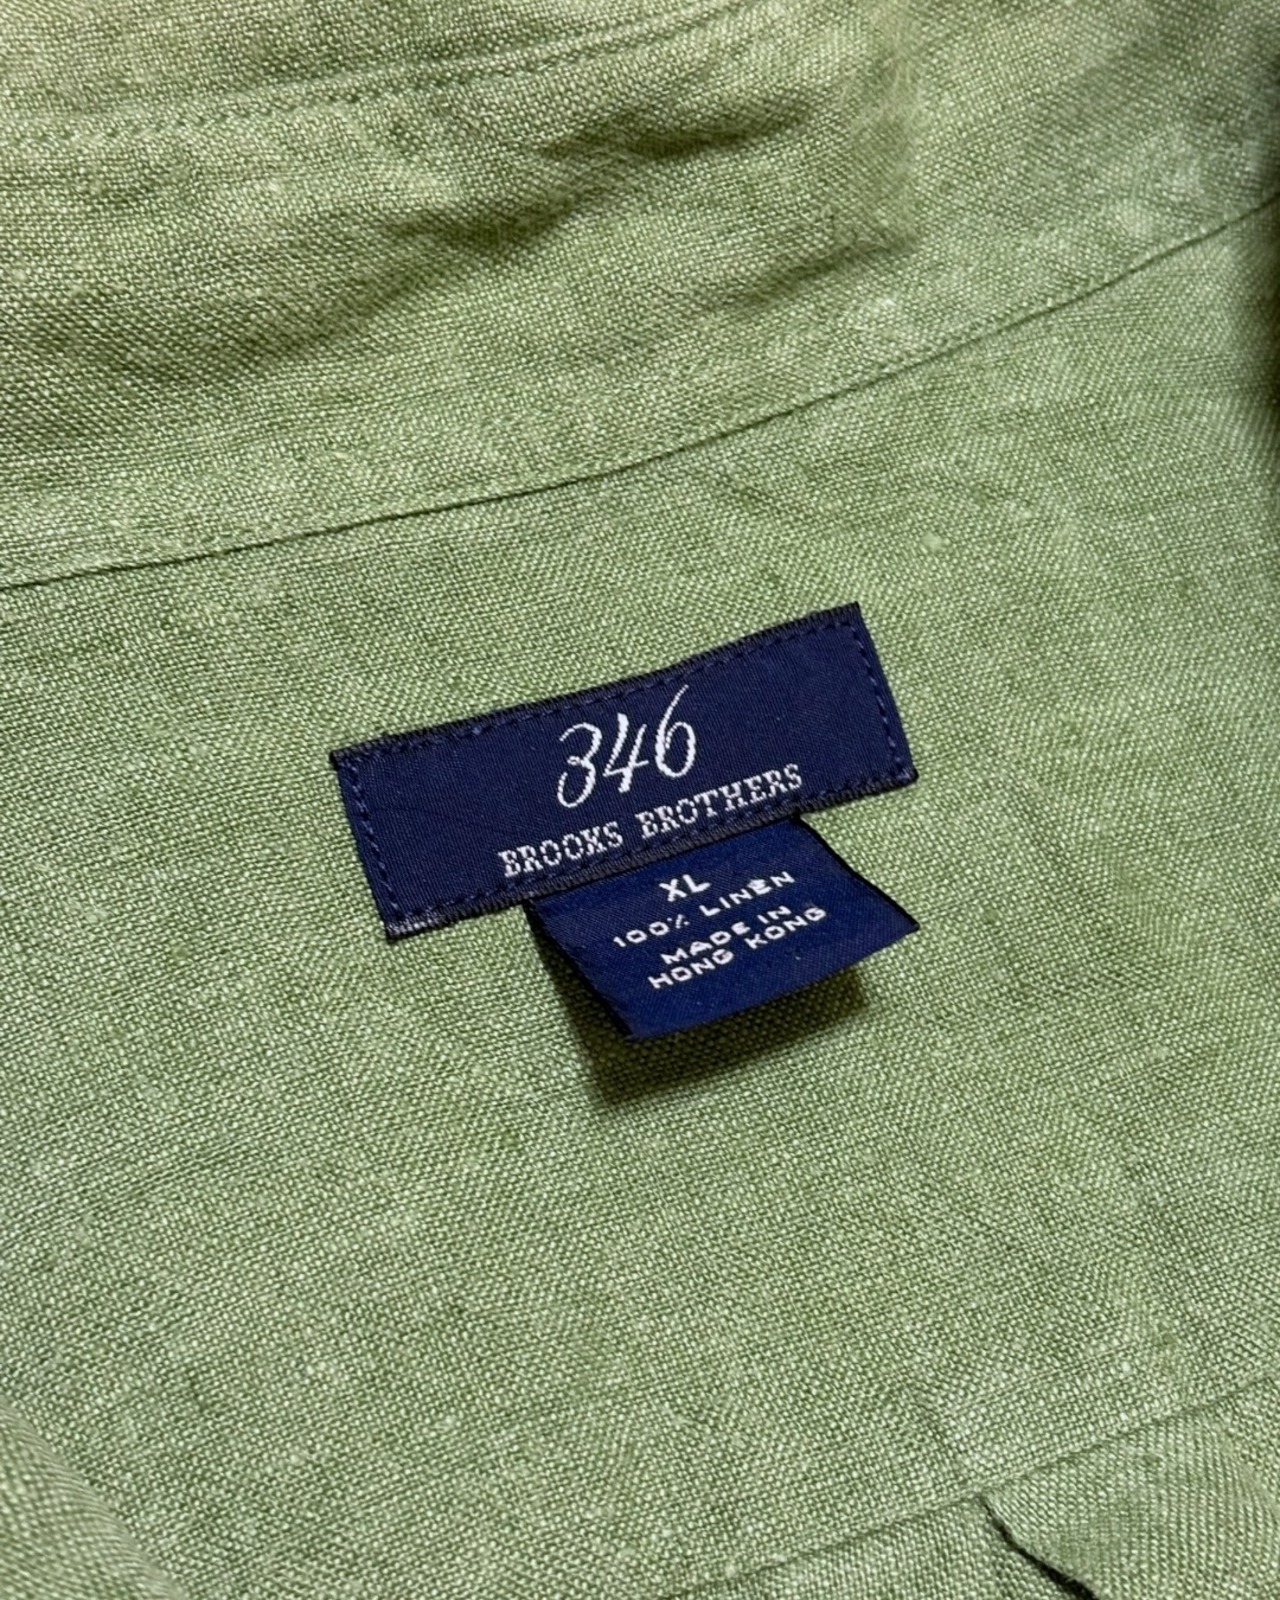 346
BROOKS BROTHERS
XL
100% LINEN
MADE IN
HONG KONG